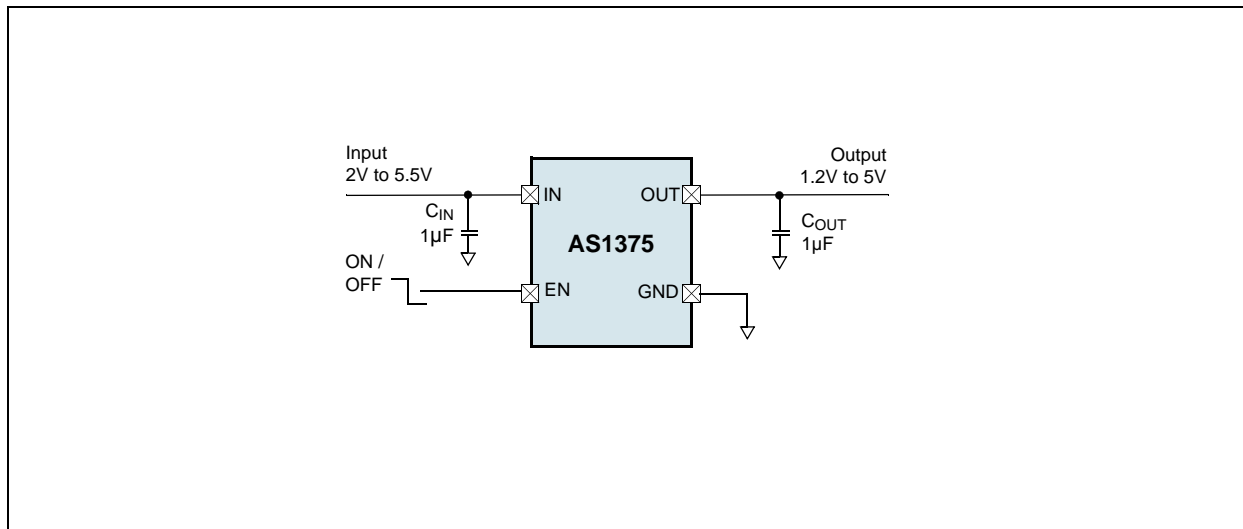 Input
2V to 5.5V
Output
1.2V to 5V
IN
OUT
CIN
1µF
COUT
1µF
AS1375
ON /
OFF
EN
GND